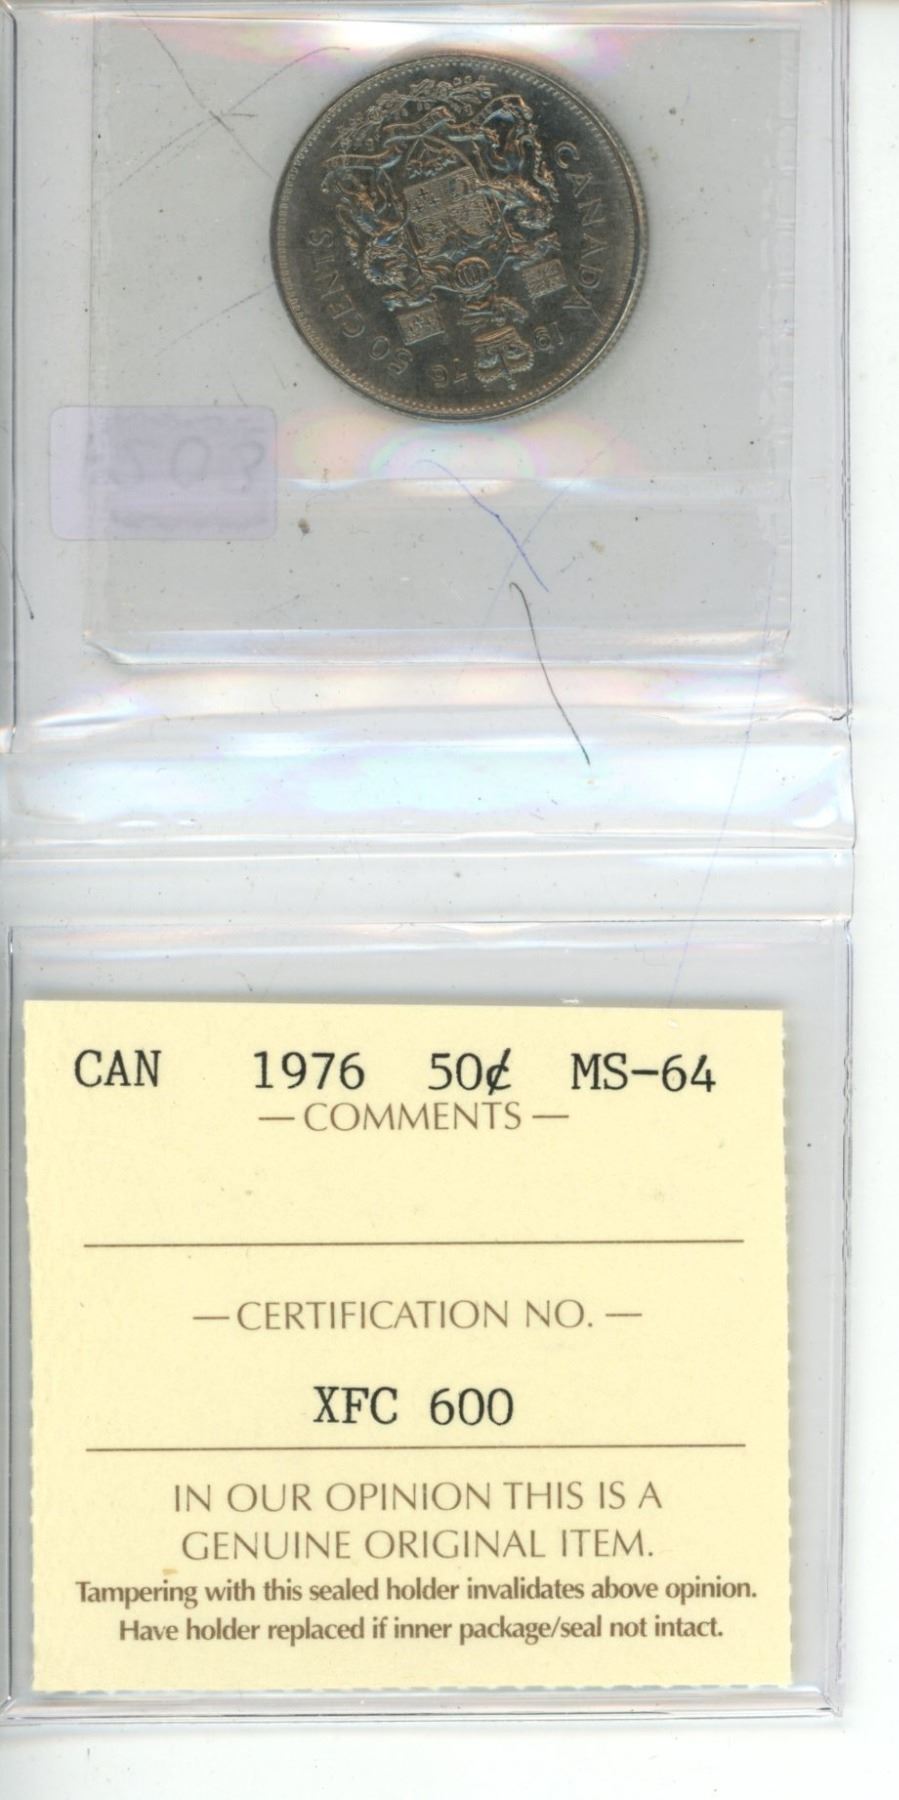 CANADA
50 CENTS
1976
CAN 1976 50¢ MS-64
— COMMENTS —
— CERTIFICATION NO. —
XFC 600
IN OUR OPINION THIS IS A
GENUINE ORIGINAL ITEM.
Tampering with this sealed holder invalidates above opinion.
Have holder replaced if inner package/seal not intact.